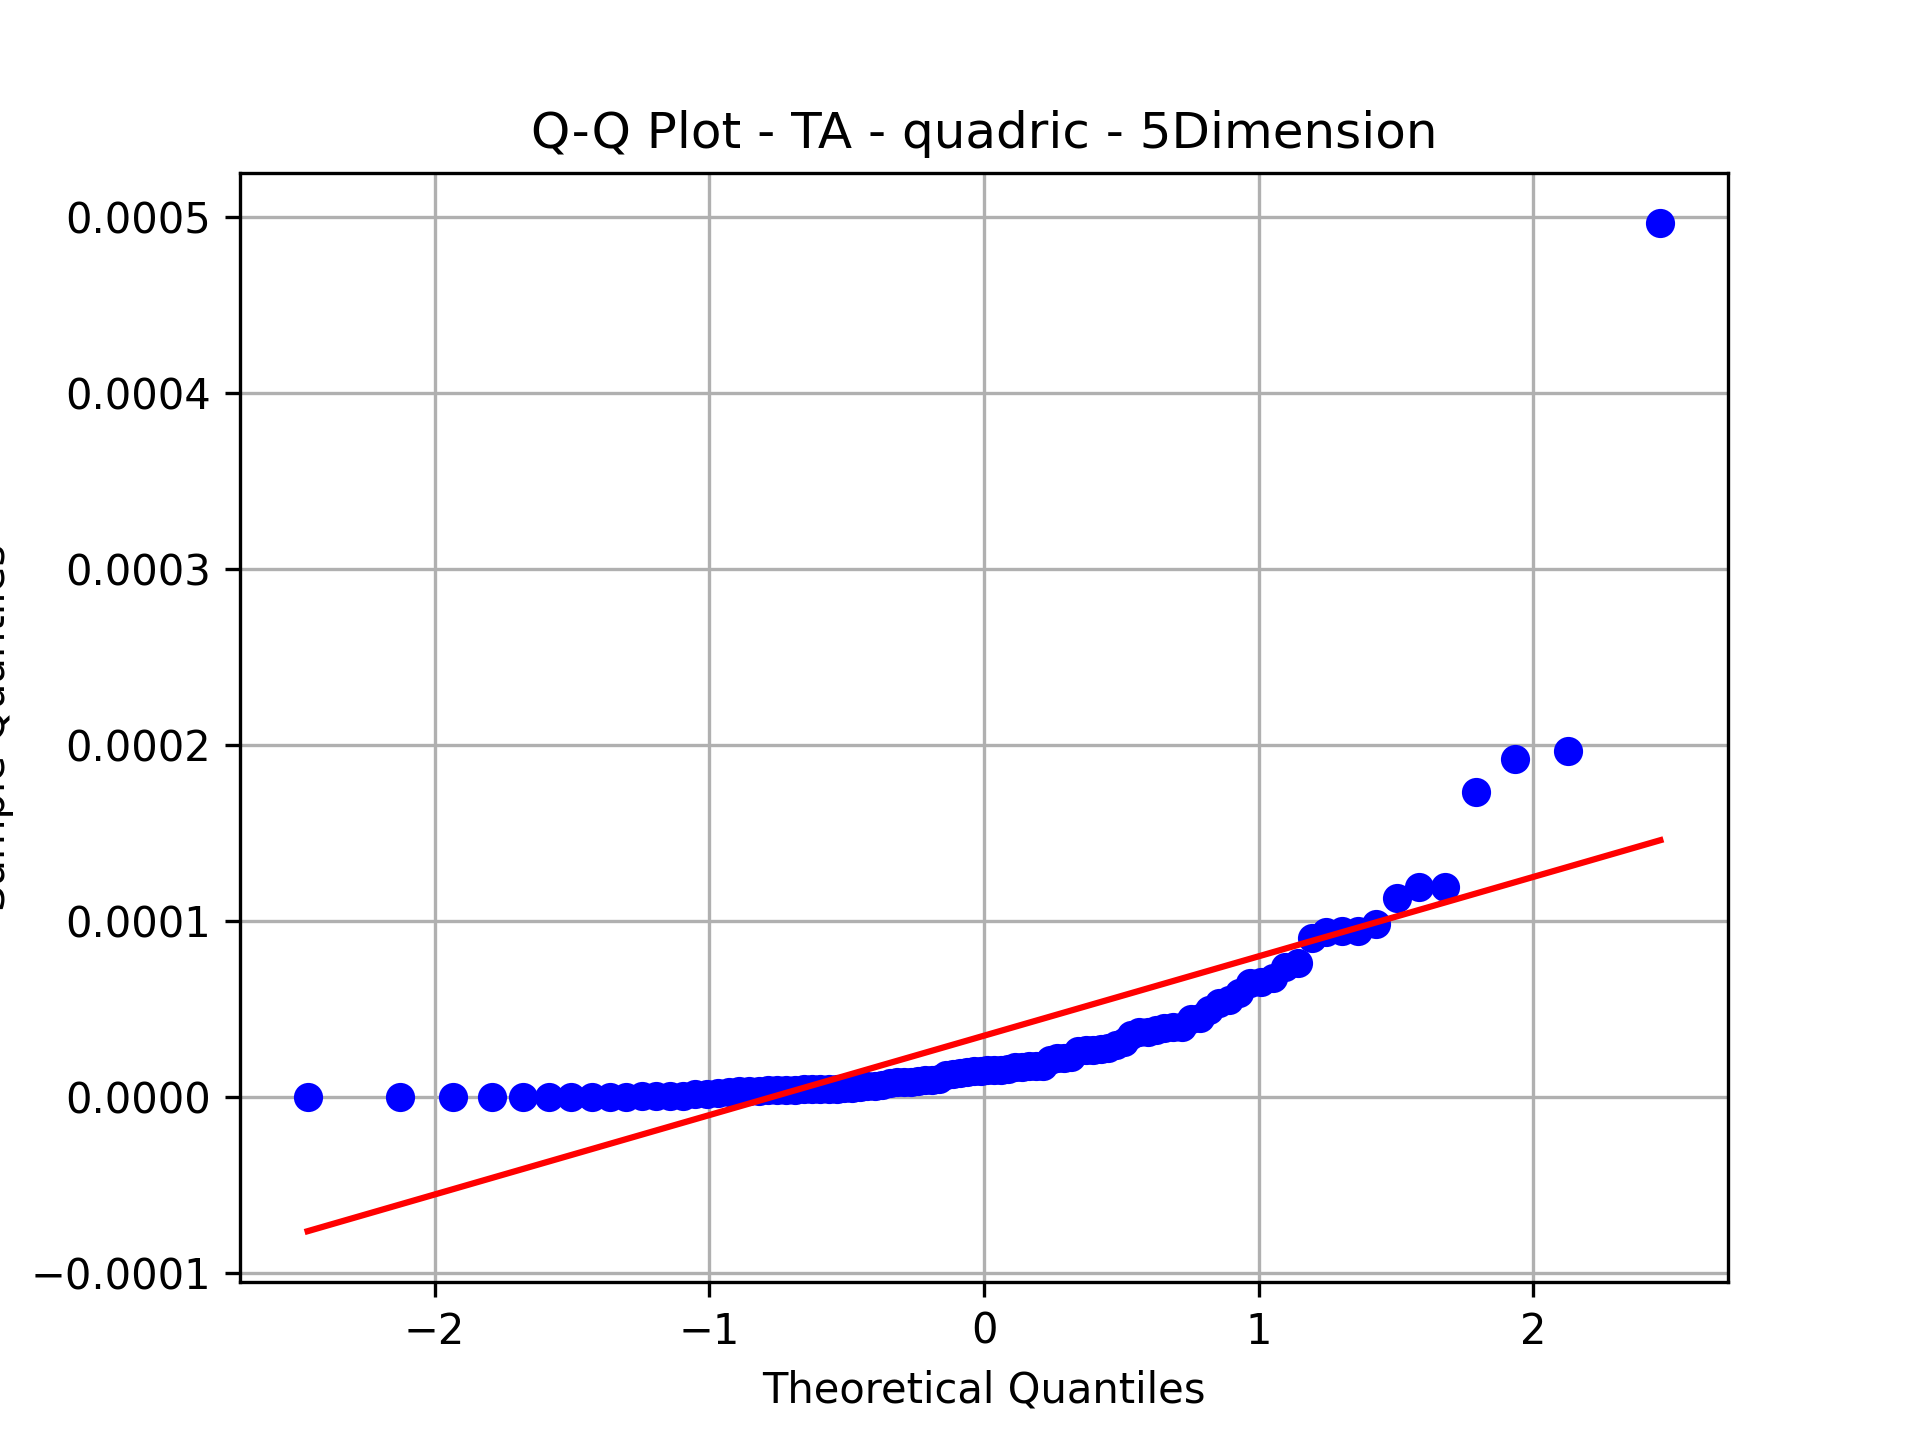 Q-Q Plot - TA - quadric - 5Dimension
0.0005
0.0004
0.0003
0.0002
0.0001
0.0000
−0.0001
−2 −1 0 1 2
Theoretical Quantiles